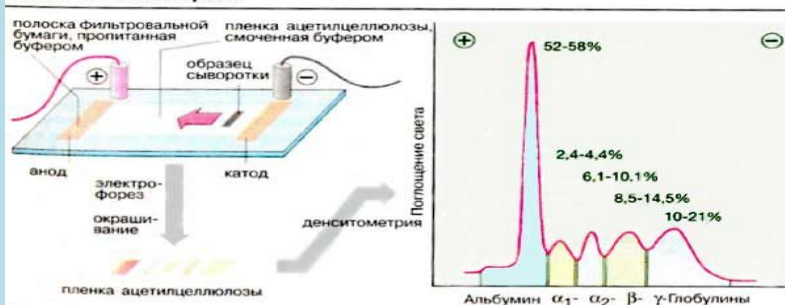 полоска фильтровальной
бумаги, пропитанная
буфером
пленка ацетилцеллюлозы,
смоченная буфером
образец
сыворотки
+
−
анод
катод
электро-
форез
окраши-
вание
денситометрия
пленка ацетилцеллюлозы
Поглощение света
+
−
52-58%
2,4-4,4%
6,1-10,1%
8,5-14,5%
10-21%
Альбумин α₁- α₂- β- γ-Глобулины